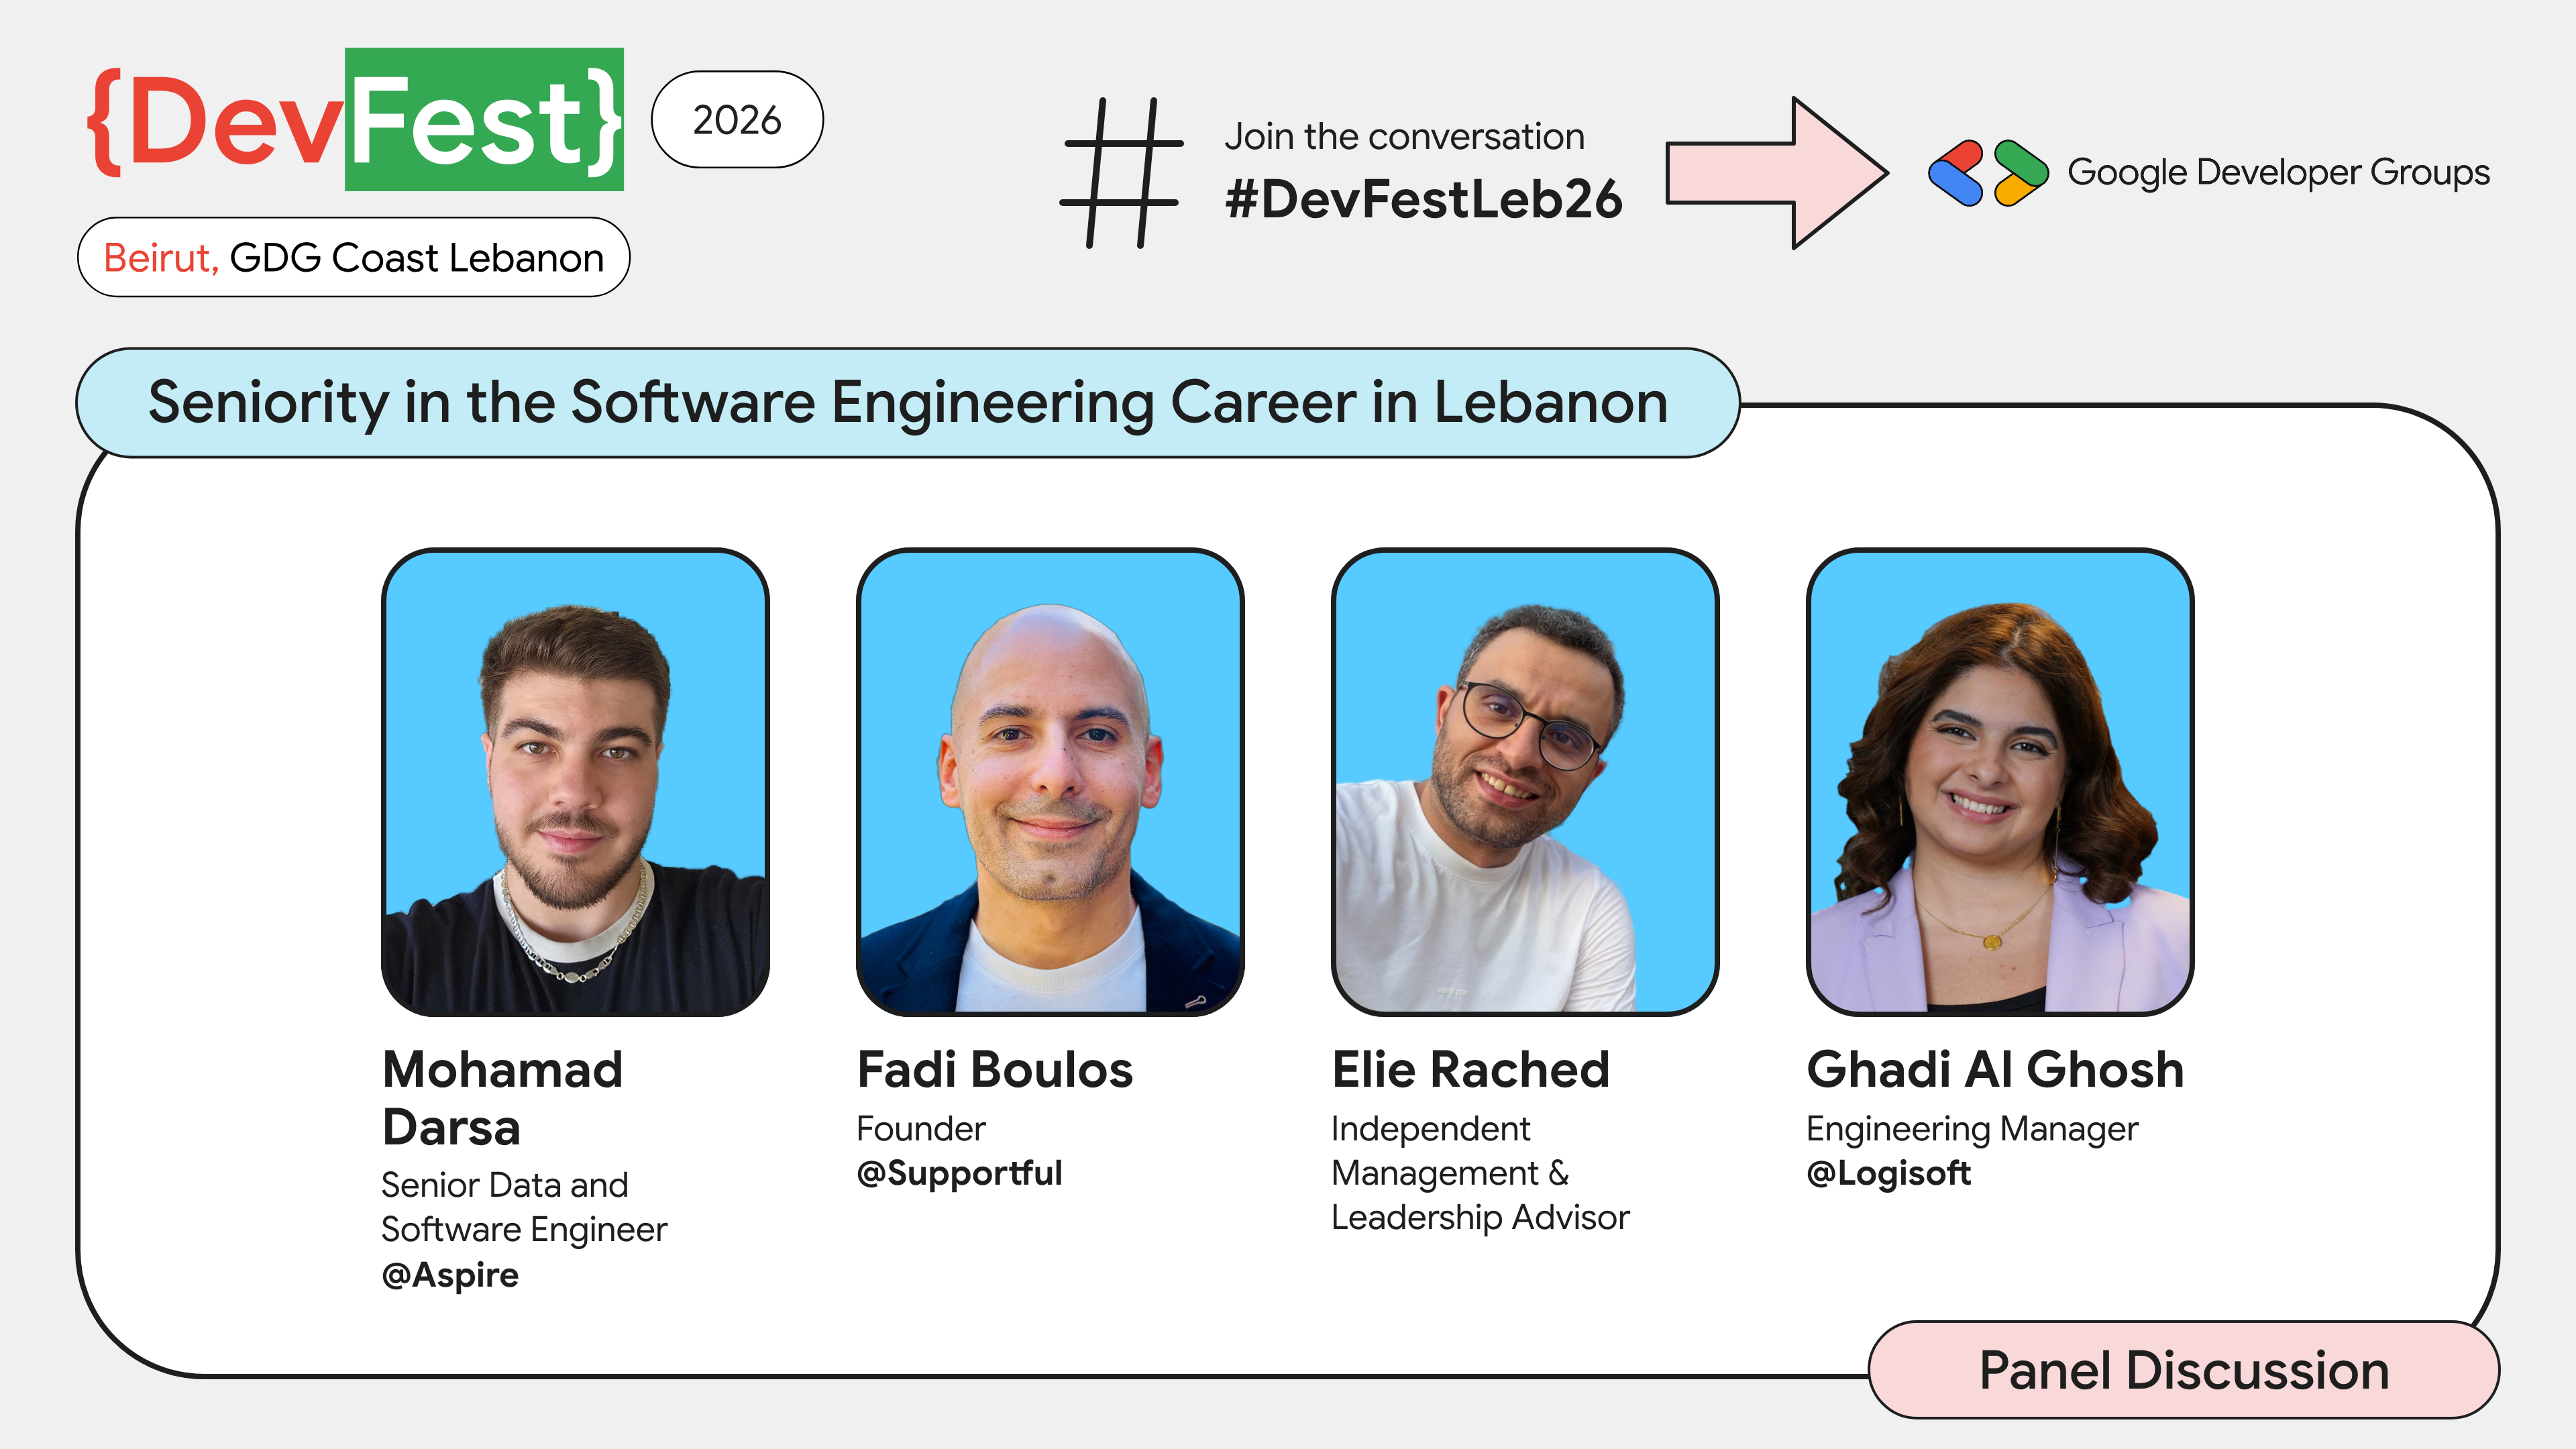 {DevFest}
2026
Beirut, GDG Coast Lebanon
Join the conversation
#DevFestLeb26
Google Developer Groups
Seniority in the Software Engineering Career in Lebanon
Mohamad
Darsa
Senior Data and
Software Engineer
@Aspire
Fadi Boulos
Founder
@Supportful
Elie Rached
Independent
Management &
Leadership Advisor
Ghadi Al Ghosh
Engineering Manager
@Logisoft
Panel Discussion